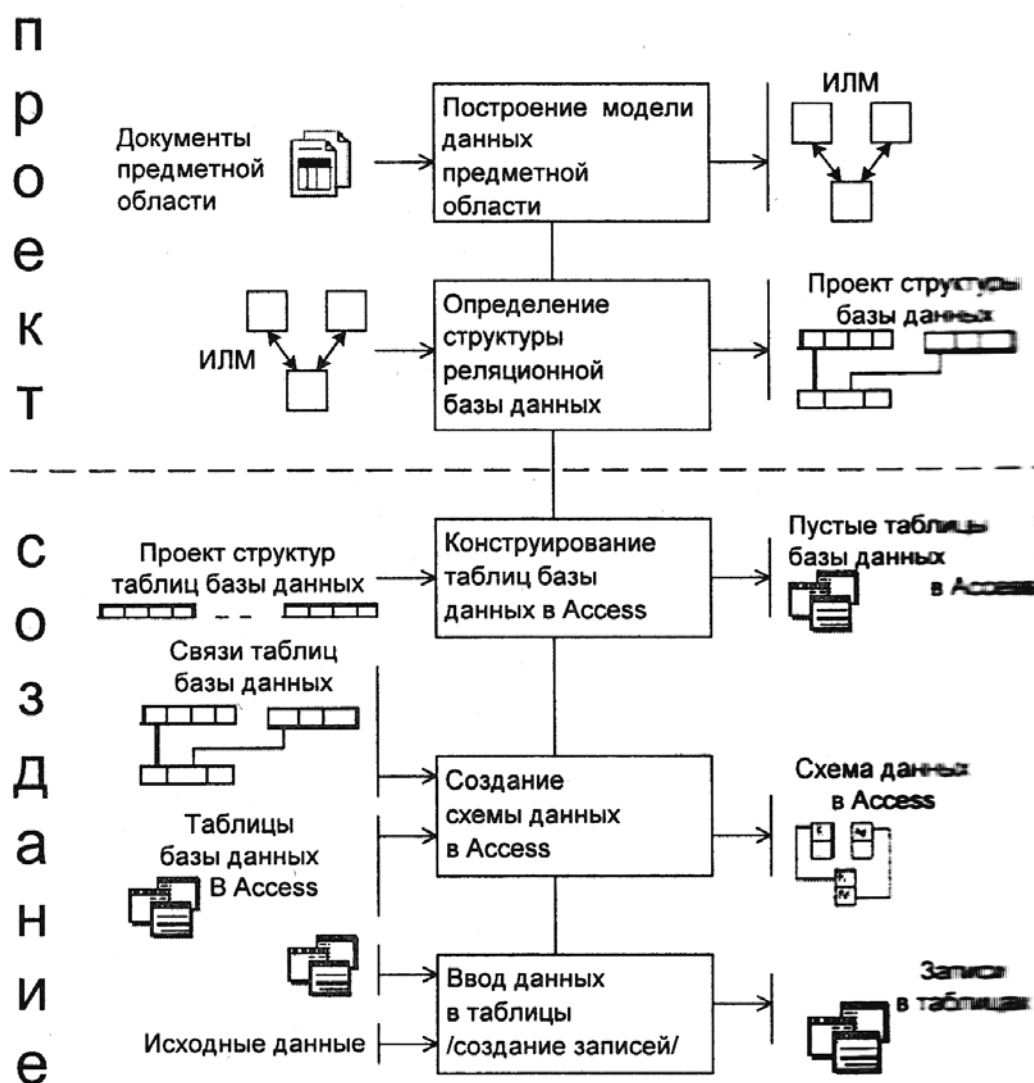 проект
Документы
предметной
области
Построение модели
данных
предметной
области
ИЛМ
ИЛМ
Определение
структуры
реляционной
базы данных
Проект структуры
базы данных
создание
Проект структур
таблиц базы данных
Конструирование
таблиц базы
данных в Access
Пустые таблицы
базы данных
в Access
Связи таблиц
базы данных
Таблицы
базы данных
В Access
Создание
схемы данных
в Access
Схема данных
в Access
Исходные данные
Ввод данных
в таблицы
/создание записей/
Записи
в таблицах